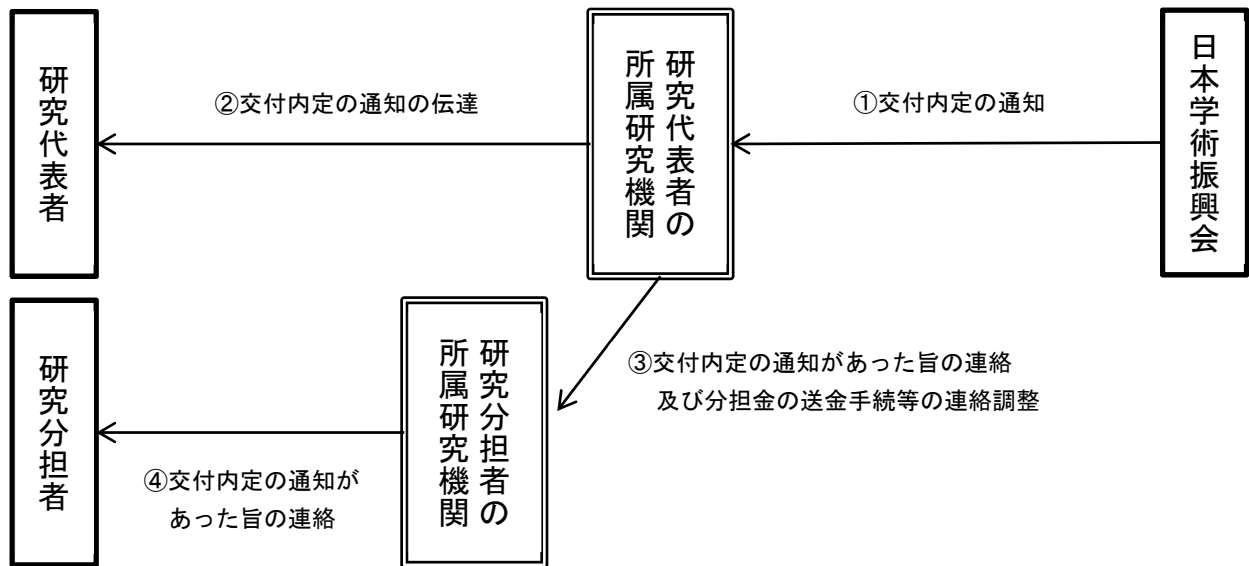 日本学術振興会
①交付内定の通知
研究代表者の
所属研究機関
②交付内定の通知の伝達
研究代表者
③交付内定の通知があった旨の連絡
及び分担金の送金手続等の連絡調整
研究分担者の
所属研究機関
④交付内定の通知が
あった旨の連絡
研究分担者